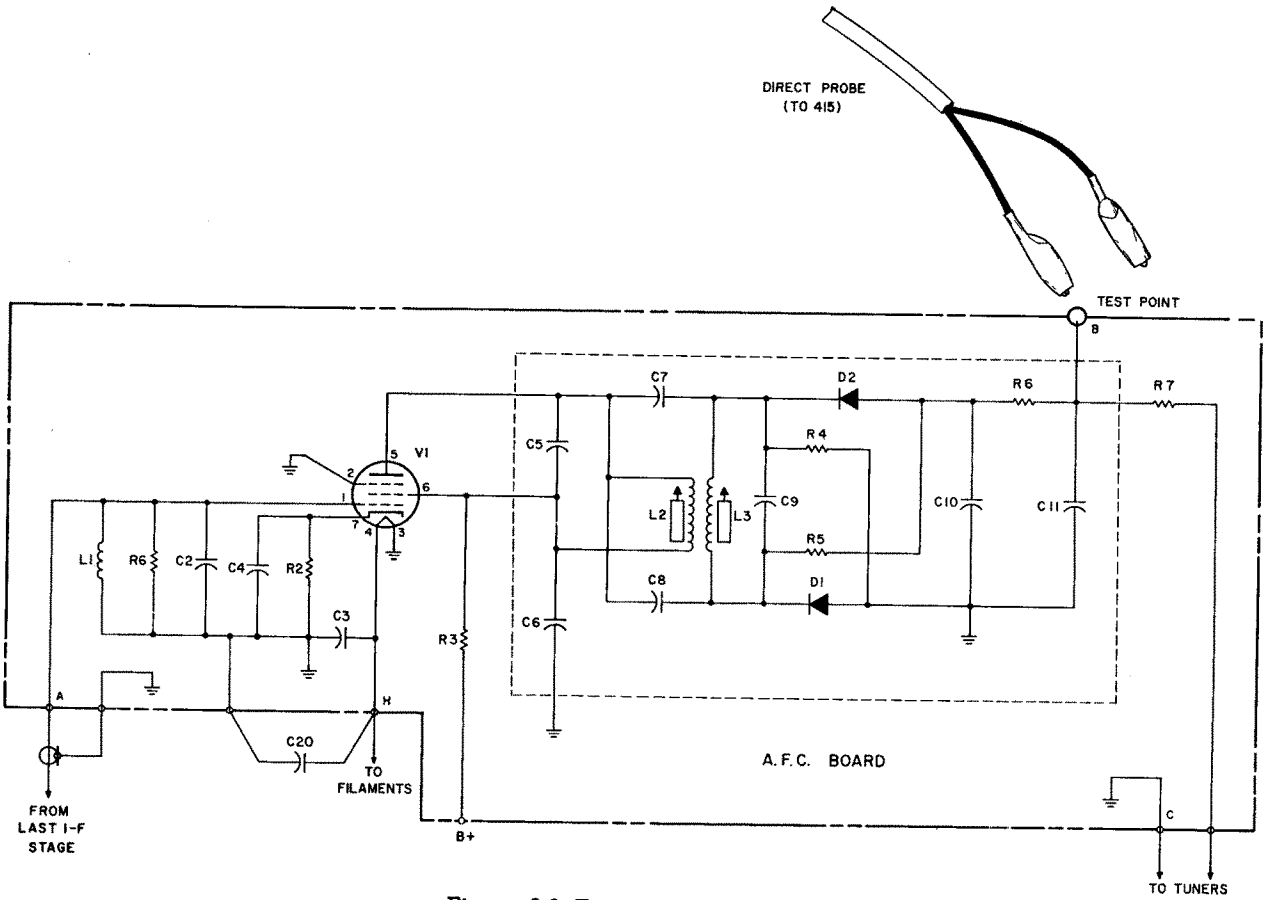 DIRECT PROBE
(TO 415)
TEST POINT
B
C7
D2
R6
R7
C5
R4
V1
5
2
1
6
7
4
3
L2
L3
C9
C10
C11
R5
L1
R6
C2
C4
R2
C8
D1
C3
C6
R3
A
H
C20
A.F.C. BOARD
TO
FILAMENTS
FROM
LAST I-F
STAGE
B+
C
TO TUNERS